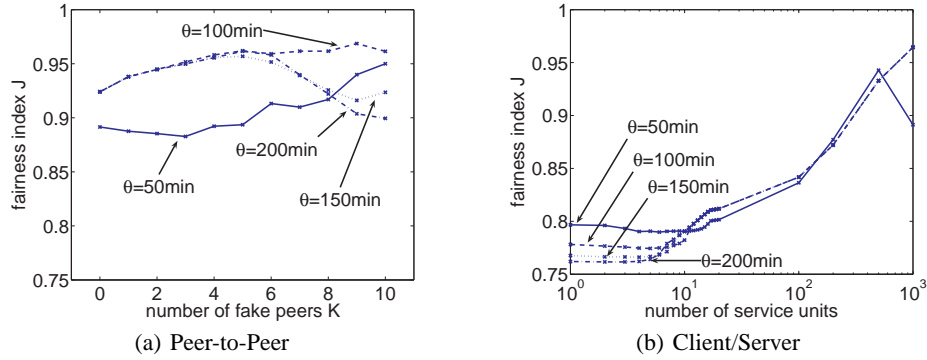 1
0.95
0.9
0.85
0.8
0.75
fairness index J
θ=100min
θ=200min
θ=50min
θ=150min
0 2 4 6 8 10
number of fake peers K
(a) Peer-to-Peer
1
0.95
0.9
0.85
0.8
0.75
fairness index J
θ=50min
θ=100min
θ=150min
θ=200min
10^0 10^1 10^2 10^3
number of service units
(b) Client/Server